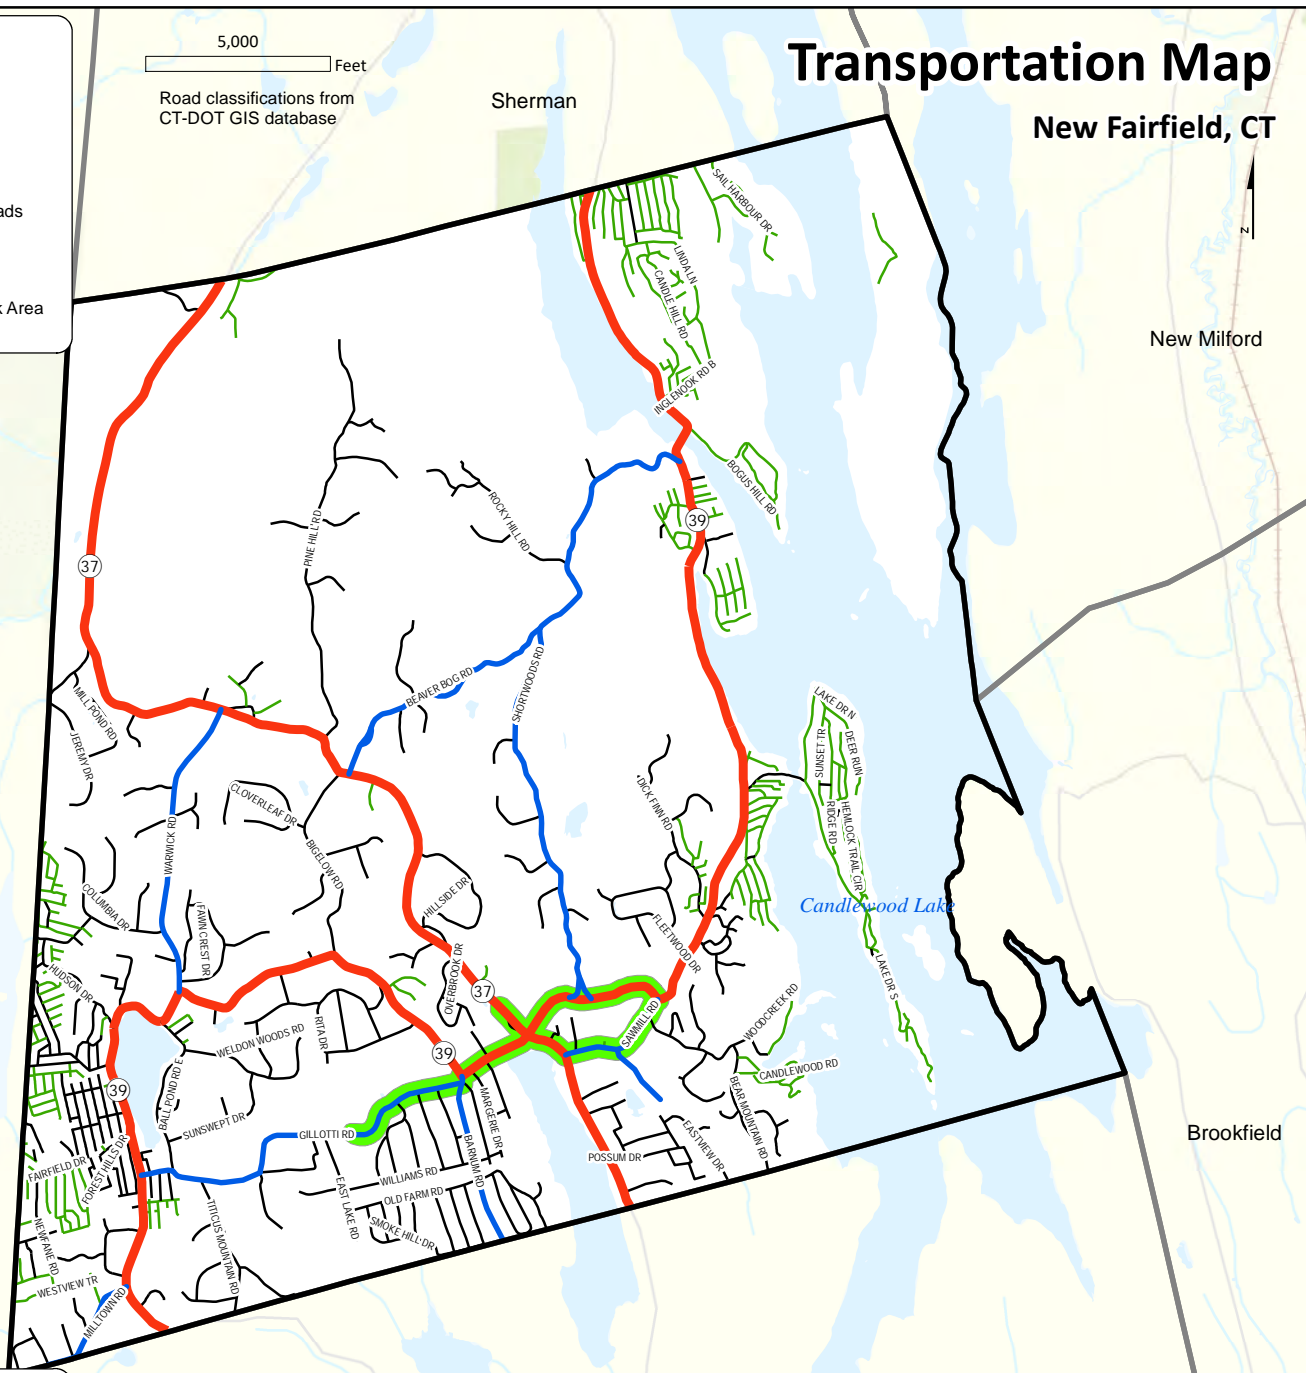 Transportation Map
New Fairfield, CT
5,000
Feet
Road classifications from
CT-DOT GIS database
Sherman
ads
k Area
N
New Milford
Brookfield
Candlewood Lake
SAIL HARBOUR DR
LINDA LN
CANDLE HILL RD
INGLENOOK RD B
BOGUS HILL RD
39
37
ROCKY HILL RD
PINE HILL RD
BEAVER BOG RD
SHORTWOODS RD
MILL POND RD
JEREMY DR
LAKE DR N
SUNSET TR
DEER RUN
RIDGE RD
HEMLOCK TRAIL CIR
DICK FINN RD
CLOVERLEAF DR
WARWICK RD
BIGELOW RD
COLUMBIA DR
FAWN CREST DR
HILLSIDE DR
FLEETWOOD DR
HUDSON DR
OVERBROOK DR
37
LAKE DR S
WOODCREEK RD
SAWMILL RD
RITA DR
WELDON WOODS RD
39
CANDLEWOOD RD
39
BALL POND RD E
BEAR MOUNTAIN RD
MARGERIE DR
SUNSWEPT DR
GILLOTTI RD
EASTVIEW DR
POSSUM DR
FAIRFIELD DR
FOREST HILLS DR
WILLIAMS RD
BARNUM RD
OLD FARM RD
EAST LAKE RD
SMOKE HILL DR
TITICUS MOUNTAIN RD
NEWFANE RD
WESTVIEW TR
MILLTOWN RD